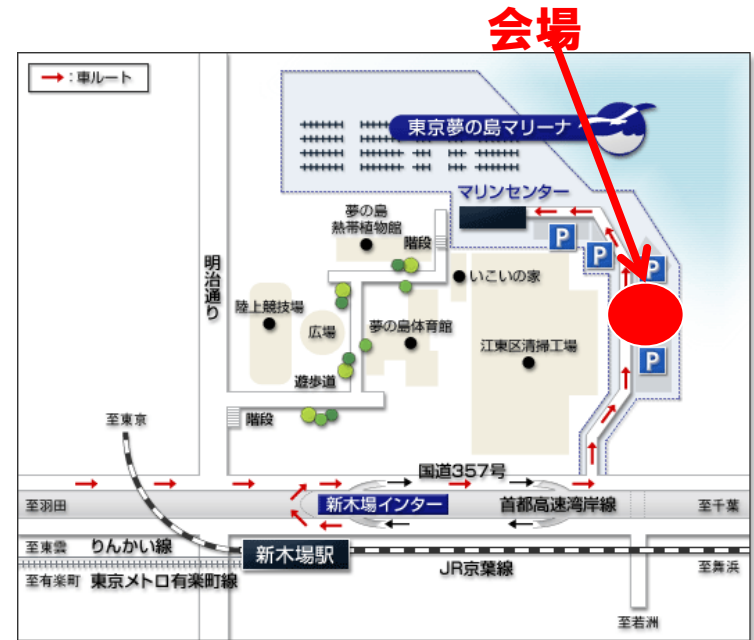 会場
→：車ルート
東京夢の島マリーナ
マリンセンター
P
P
P
夢の島
熱帯植物館
階段
いこいの家
明治通り
陸上競技場
広場
夢の島体育館
江東区清掃工場
P
遊歩道
階段
至東京
国道357号
至羽田
新木場インター
首都高速湾岸線
至千葉
至東雲
りんかい線
新木場駅
JR京葉線
至舞浜
至有楽町
東京メトロ有楽町線
至若洲